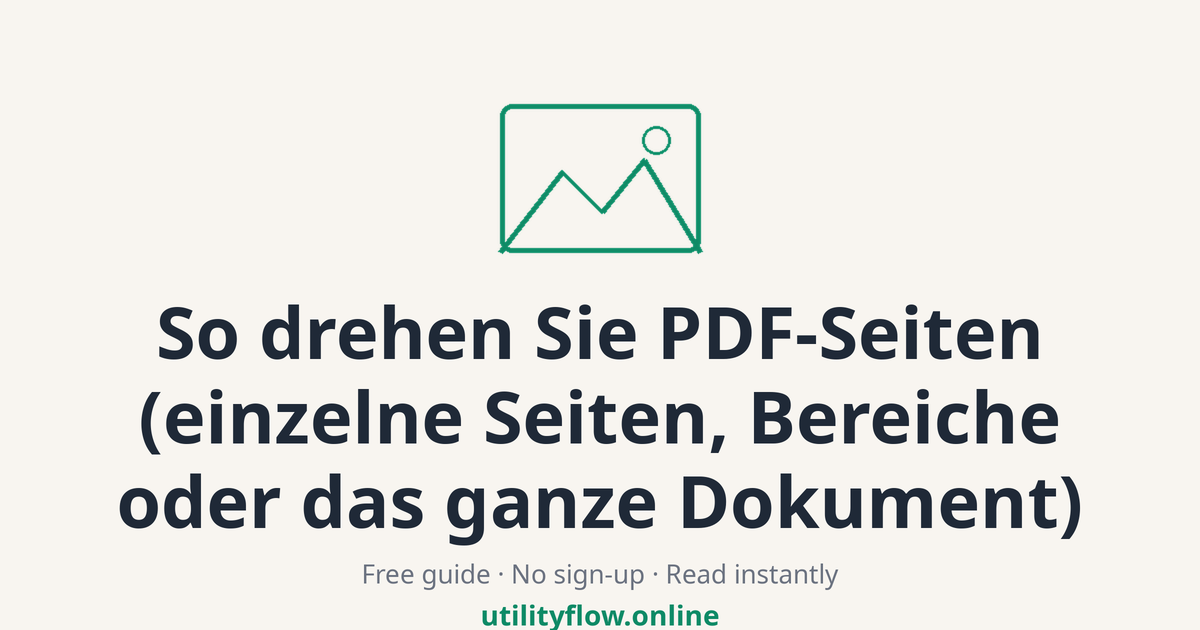 So drehen Sie PDF-Seiten
(einzelne Seiten, Bereiche
oder das ganze Dokument)
Free guide · No sign-up · Read instantly
utilityflow.online